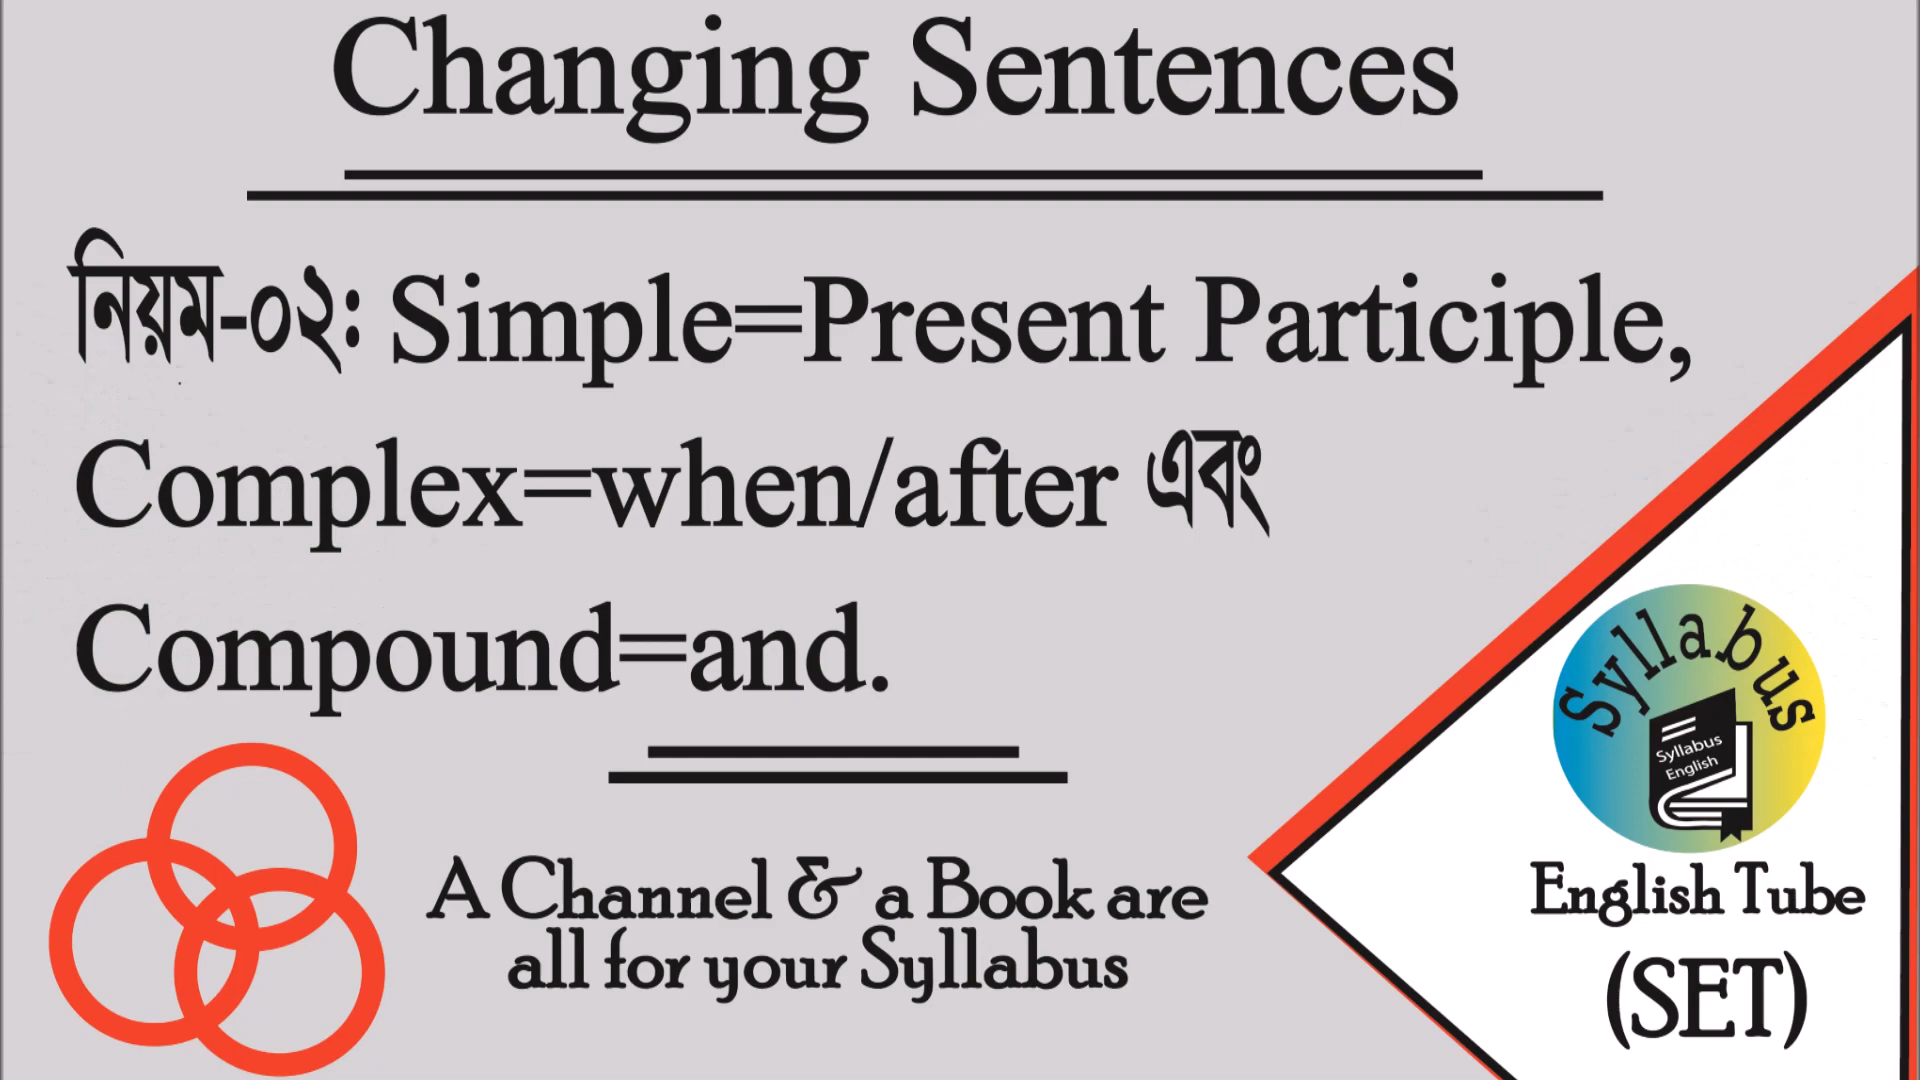 Changing Sentences
নিয়ম-০২ঃ Simple=Present Participle,
Complex=when/after এবং
Compound=and.
A Channel & a Book are
all for your Syllabus
Syllabus
Syllabus
English
English Tube
(SET)